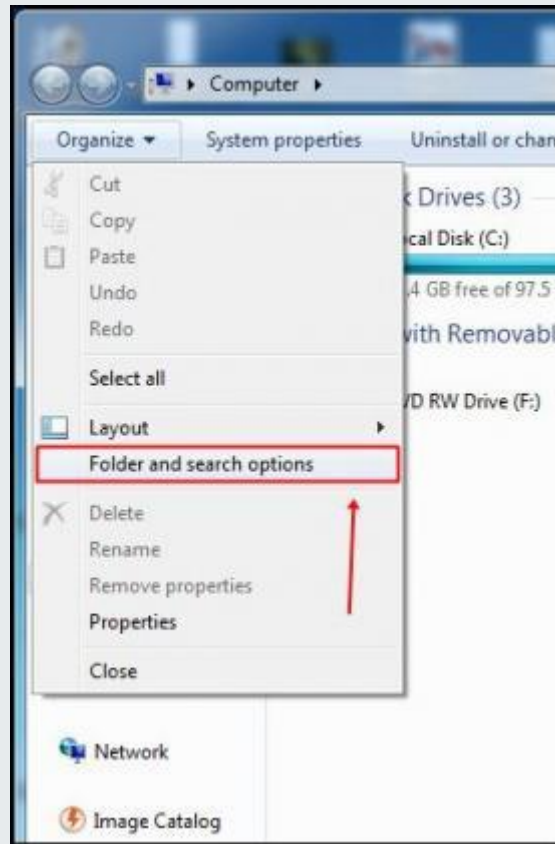 Computer
Organize System properties Uninstall or chan
Cut
Copy
Paste
Undo
Redo
Select all
Layout
Folder and search options
Delete
Rename
Remove properties
Properties
Close
Drives (3)
cal Disk (C:)
,4 GB free of 97.5
with Removabl
VD RW Drive (F:)
Network
Image Catalog